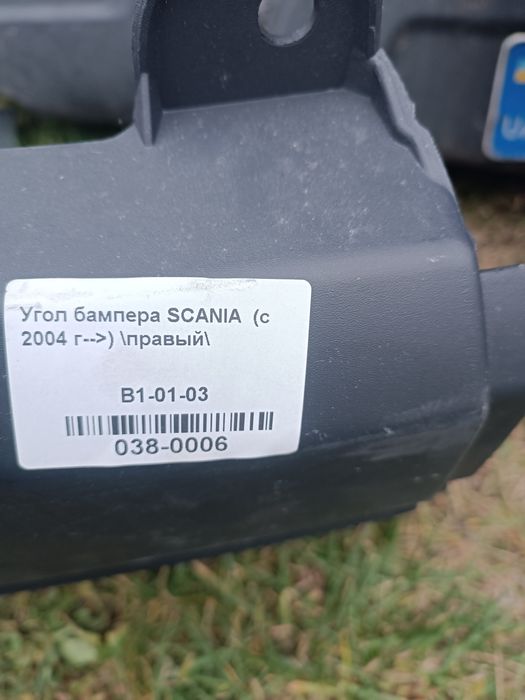 Угол бампера SCANIA (с
2004 г-->) \правый\
B1-01-03
038-0006